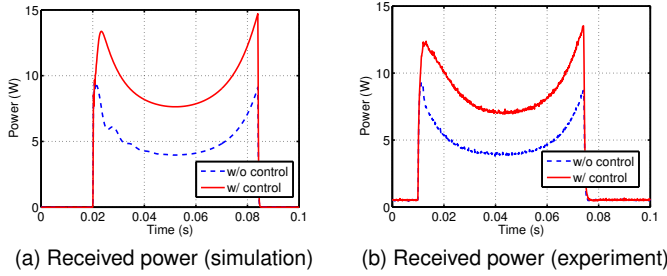 15
10
5
0
Power (W)
0
0.02
0.04
0.06
0.08
0.1
Time (s)
w/o control
w/ control
(a) Received power (simulation)
15
10
5
0
Power (W)
0
0.02
0.04
0.06
0.08
0.1
Time (s)
w/o control
w/ control
(b) Received power (experiment)